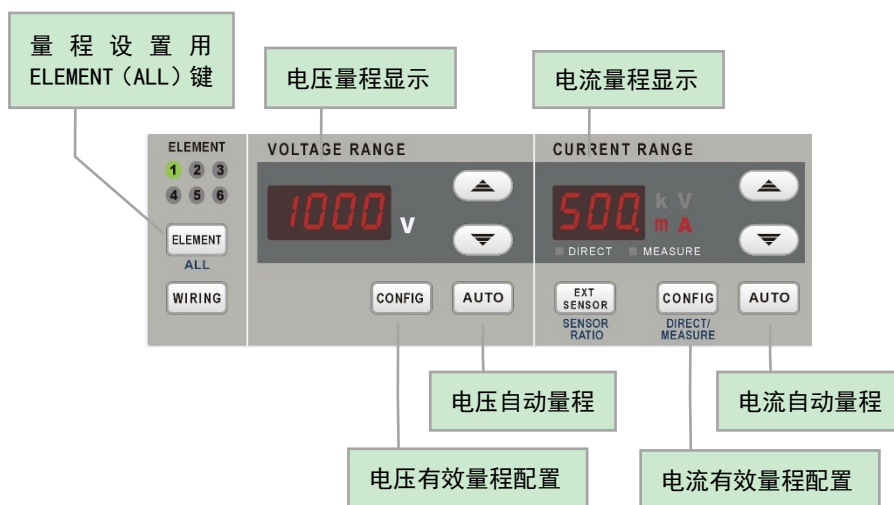 量程设置用
ELEMENT（ALL）键
电压量程显示
电流量程显示
ELEMENT
1 2 3
4 5 6
ELEMENT
ALL
WIRING
VOLTAGE RANGE
1000 V
CONFIG
AUTO
CURRENT RANGE
500. k V
m A
DIRECT
MEASURE
EXT
SENSOR
SENSOR
RATIO
CONFIG
DIRECT/
MEASURE
AUTO
电压自动量程
电流自动量程
电压有效量程配置
电流有效量程配置